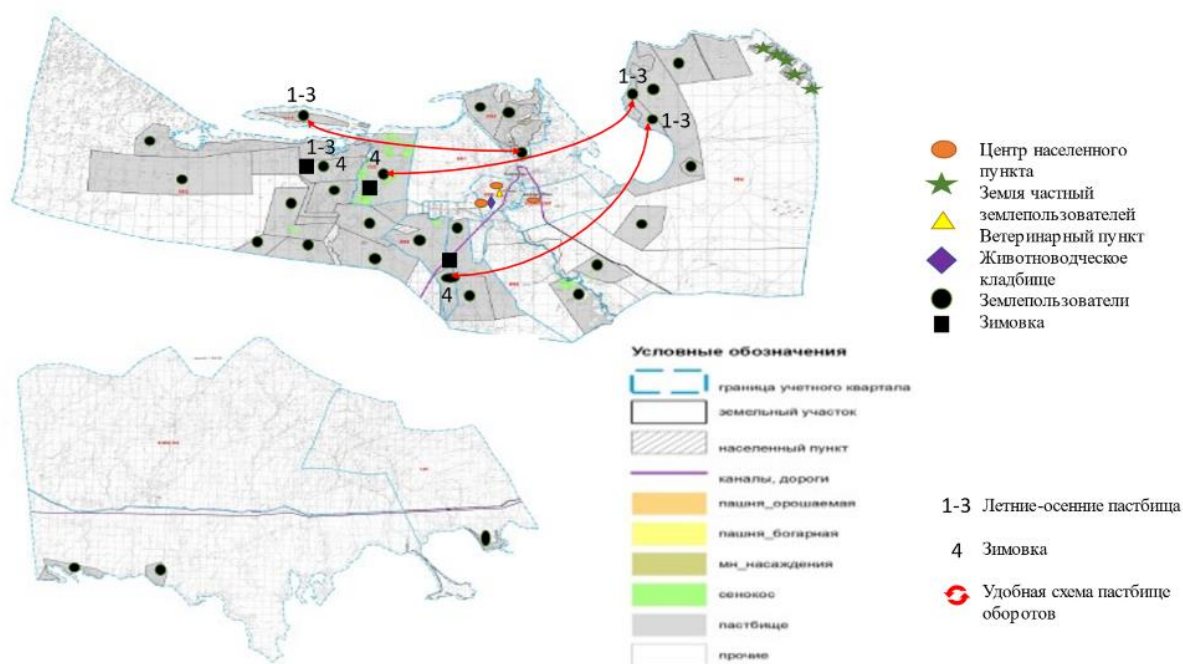 1-3
1-3
1-3
1-3
4
4
4
Центр населенного
пункта
Земля частный
землепользователей
Ветеринарный пункт
Животноводческое
кладбище
Землепользователи
Зимовка
Условные обозначения
граница учетного квартала
земельный участок
населенный пункт
каналы, дороги
пашня_орошаемая
пашня_богарная
мн_насаждения
сенокос
пастбище
прочие
1-3 Летние-осенние пастбища
4 Зимовка
Удобная схема пастбище
оборотов